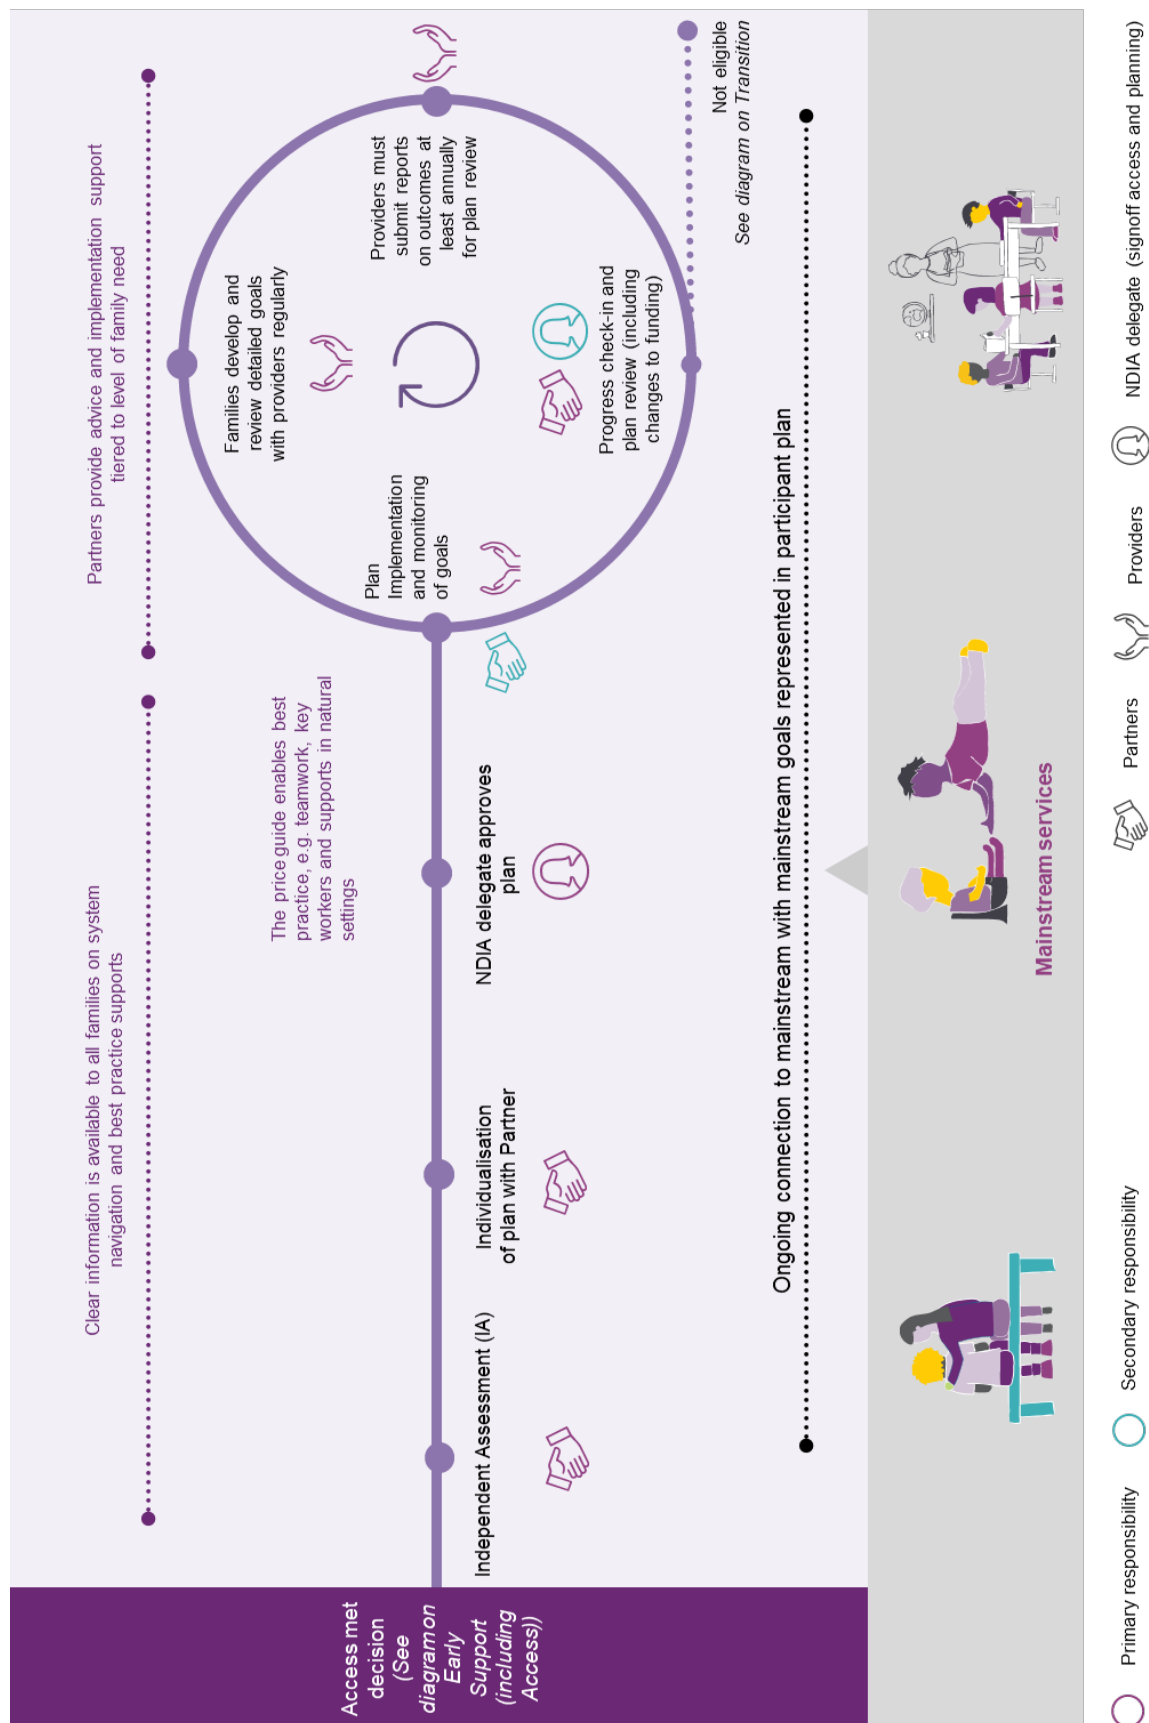 Access met
decision
(See
diagram on
Early
Support
(including
Access))
Clear information is available to all families on system
navigation and best practice supports
Partners provide advice and implementation support
tiered to level of family need
The price guide enables best
practice, e.g. teamwork, key
workers and supports in natural
settings
Independent Assessment (IA)
Individualisation
of plan with Partner
NDIA delegate approves
plan
Plan
Implementation
and monitoring
of goals
Families develop and
review detailed goals
with providers regularly
Providers must
submit reports
on outcomes at
least annually
for plan review
Progress check-in and
plan review (including
changes to funding)
Not eligible
See diagram on Transition
Ongoing connection to mainstream with mainstream goals represented in participant plan
Mainstream services
Primary responsibility
Secondary responsibility
Partners
Providers
NDIA delegate (signoff access and planning)